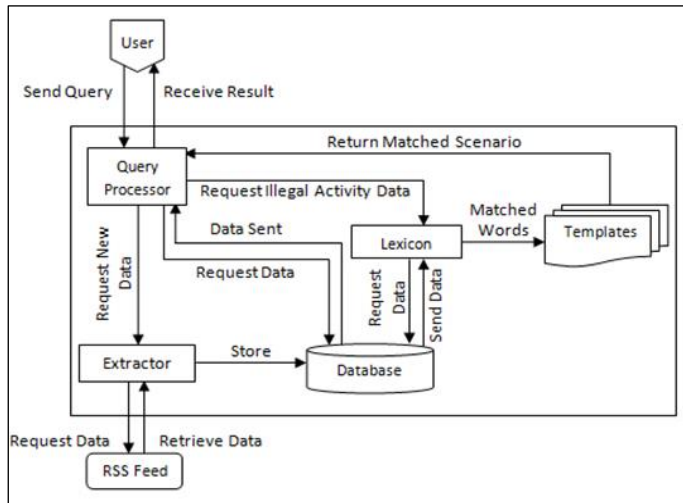 User
Send Query
Receive Result
Return Matched Scenario
Query
Processor
Request Illegal Activity Data
Matched
Words
Templates
Data Sent
Lexicon
Request Data
Request New
Data
Request
Data
Send Data
Extractor
Store
Database
Request Data
Retrieve Data
RSS Feed